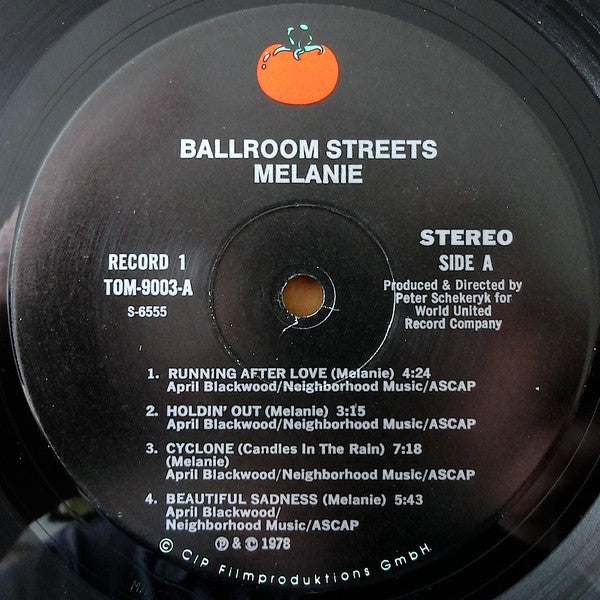 BALLROOM STREETS
MELANIE
RECORD 1
TOM-9003-A
S-6555
STEREO
SIDE A
Produced & Directed by
Peter Schekeryk for
World United
Record Company
1. RUNNING AFTER LOVE (Melanie) 4:24
April Blackwood/Neighborhood Music/ASCAP
2. HOLDIN' OUT (Melanie) 3:15
April Blackwood/Neighborhood Music/ASCAP
3. CYCLONE (Candles In The Rain) 7:18
(Melanie)
April Blackwood/Neighborhood Music/ASCAP
4. BEAUTIFUL SADNESS (Melanie) 5:43
April Blackwood/
Neighborhood Music/ASCAP
℗ & © 1978
© CIP Filmproduktions GmbH.